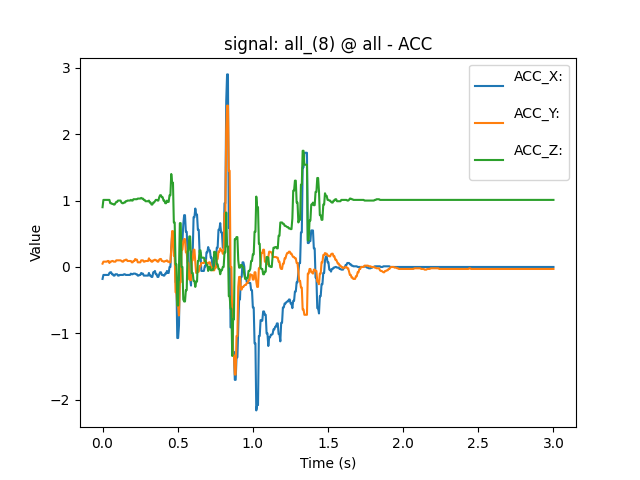 signal: all_(8) @ all - ACC
ACC_X:
ACC_Y:
ACC_Z:
3
2
1
0
−1
−2
Value
0.0 0.5 1.0 1.5 2.0 2.5 3.0
Time (s)